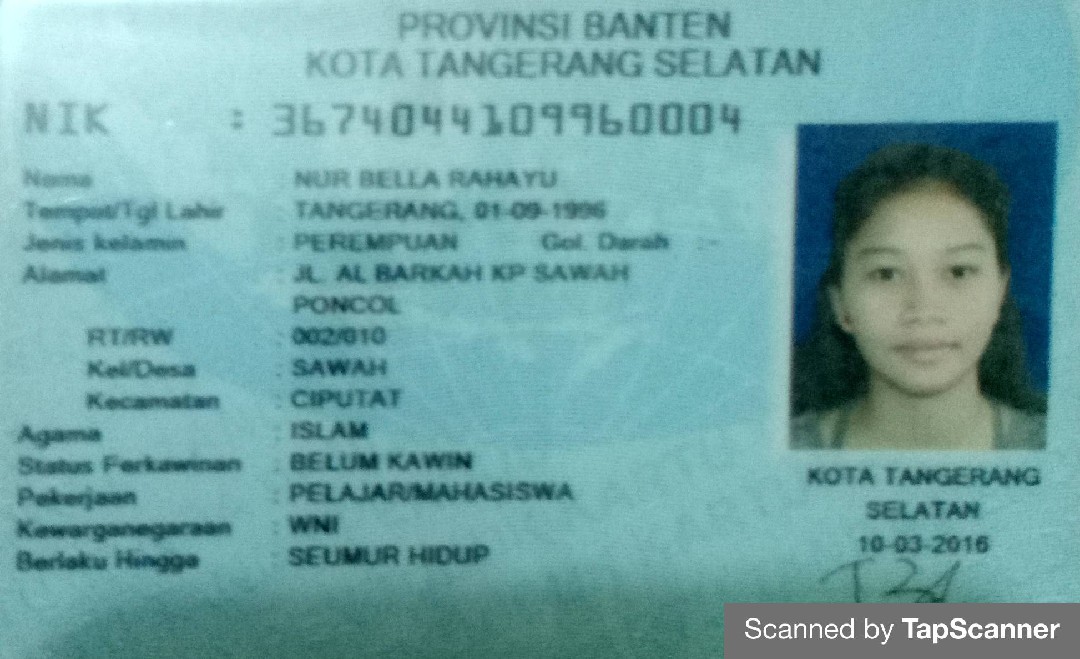 PROVINSI BANTEN
KOTA TANGERANG SELATAN
NIK : 3674044109960004
Nama : NUR BELLA RAHAYU
Tempat/Tgl Lahir : TANGERANG, 01-09-1996
Jenis kelamin : PEREMPUAN Gol. Darah : -
Alamat : JL. AL BARKAH KP SAWAH
PONCOL
RT/RW : 002/010
Kel/Desa : SAWAH
Kecamatan : CIPUTAT
Agama : ISLAM
Status Perkawinan : BELUM KAWIN
Pekerjaan : PELAJAR/MAHASISWA
Kewarganegaraan : WNI
Berlaku Hingga : SEUMUR HIDUP
KOTA TANGERANG
SELATAN
10-03-2016
Scanned by TapScanner